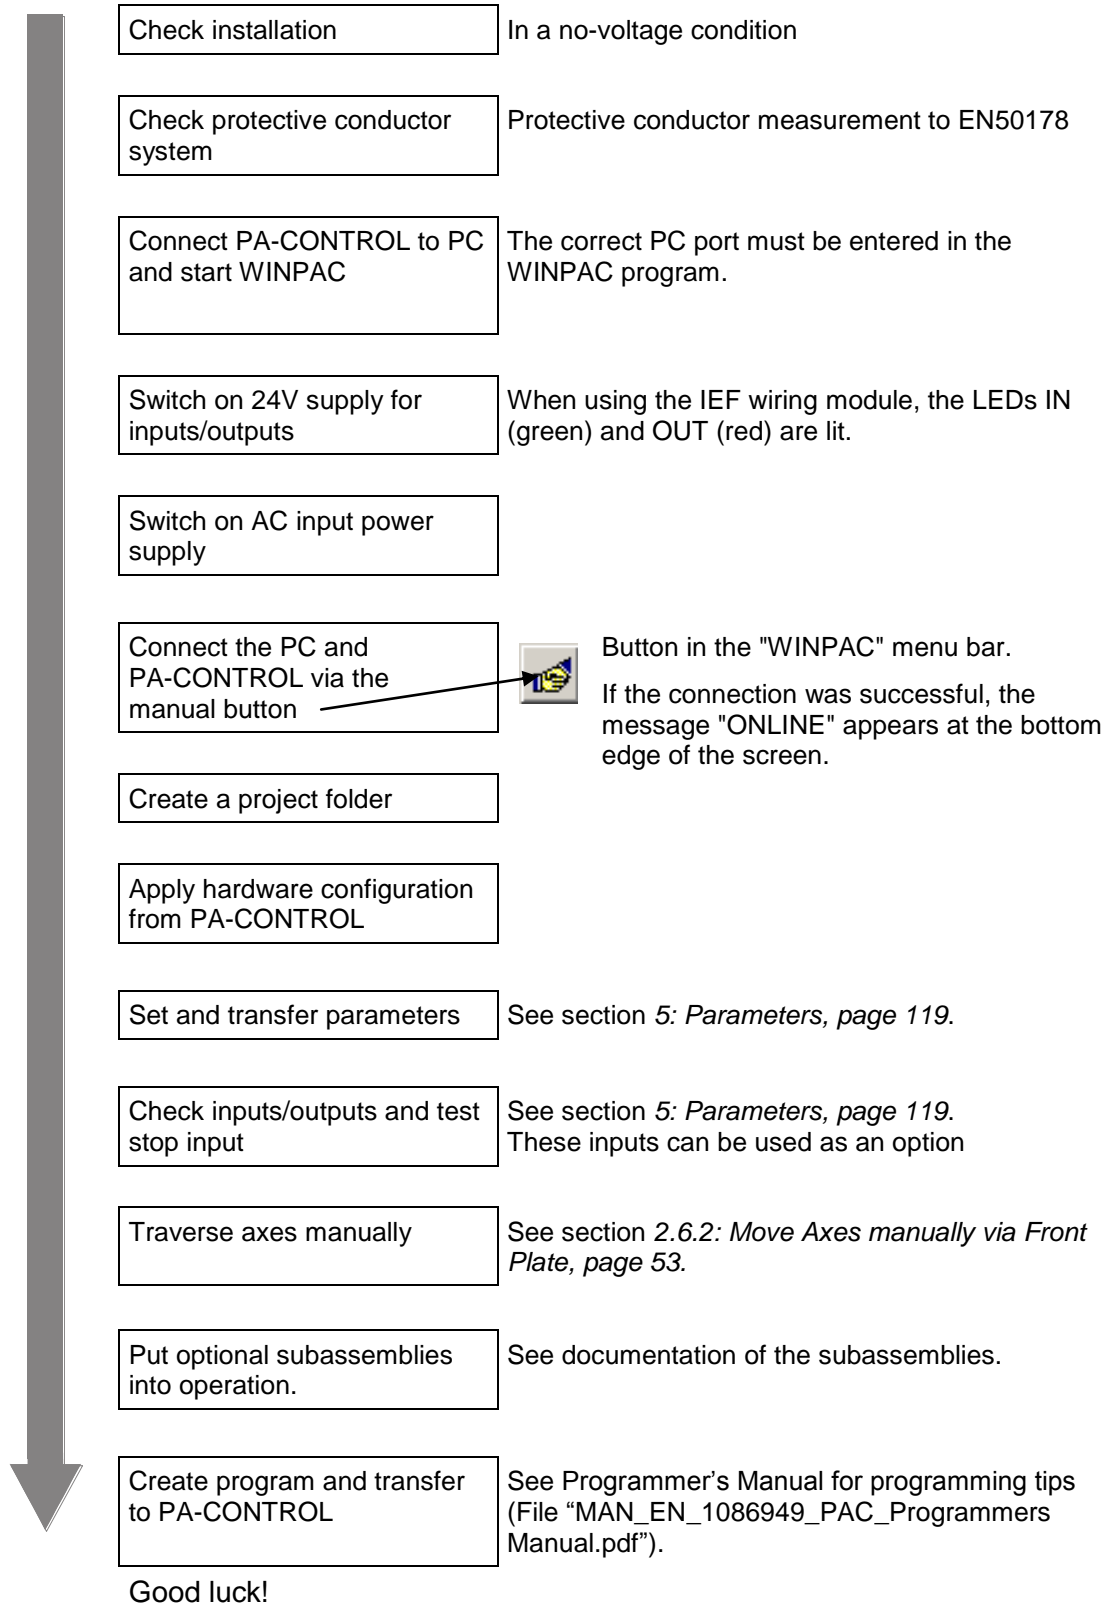 Check installation
In a no-voltage condition
Check protective conductor
system
Protective conductor measurement to EN50178
Connect PA-CONTROL to PC
and start WINPAC
The correct PC port must be entered in the
WINPAC program.
Switch on 24V supply for
inputs/outputs
When using the IEF wiring module, the LEDs IN
(green) and OUT (red) are lit.
Switch on AC input power
supply
Connect the PC and
PA-CONTROL via the
manual button
Button in the "WINPAC" menu bar.
If the connection was successful, the
message "ONLINE" appears at the bottom
edge of the screen.
Create a project folder
Apply hardware configuration
from PA-CONTROL
Set and transfer parameters
See section 5: Parameters, page 119.
Check inputs/outputs and test
stop input
See section 5: Parameters, page 119.
These inputs can be used as an option
Traverse axes manually
See section 2.6.2: Move Axes manually via Front
Plate, page 53.
Put optional subassemblies
into operation.
See documentation of the subassemblies.
Create program and transfer
to PA-CONTROL
See Programmer’s Manual for programming tips
(File “MAN_EN_1086949_PAC_Programmers
Manual.pdf”).
Good luck!